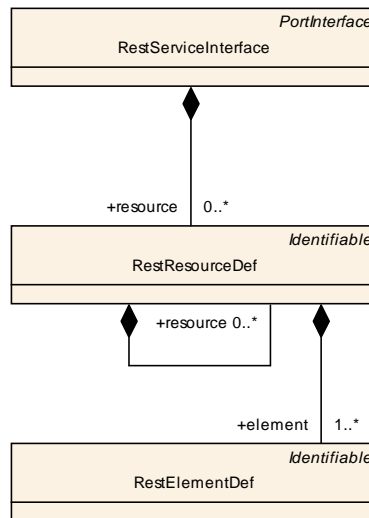 PortInterface
RestServiceInterface
+resource 0..*
Identifiable
RestResourceDef
+resource 0..*
+element 1..*
Identifiable
RestElementDef